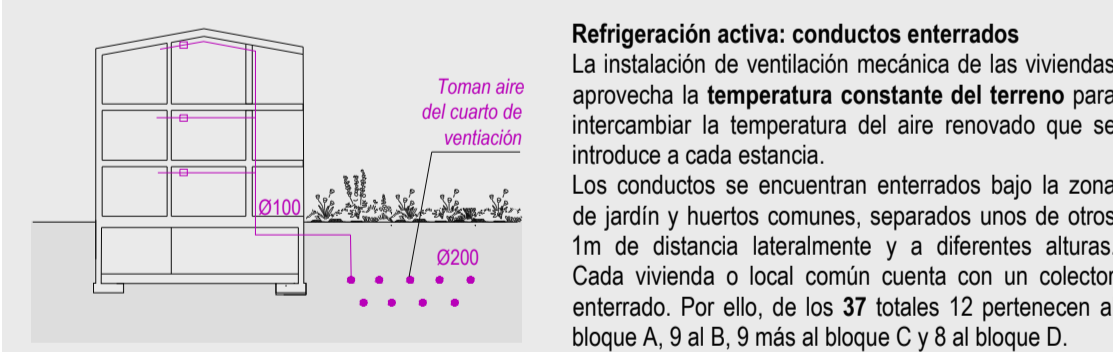 Toman aire
del cuarto de
ventiación
Ø100
Ø200
Refrigeración activa: conductos enterrados
La instalación de ventilación mecánica de las viviendas
aprovecha la temperatura constante del terreno para
intercambiar la temperatura del aire renovado que se
introduce a cada estancia.
Los conductos se encuentran enterrados bajo la zona
de jardín y huertos comunes, separados unos de otros
1m de distancia lateralmente y a diferentes alturas.
Cada vivienda o local común cuenta con un colector
enterrado. Por ello, de los 37 totales 12 pertenecen a
bloque A, 9 al B, 9 más al bloque C y 8 al bloque D.